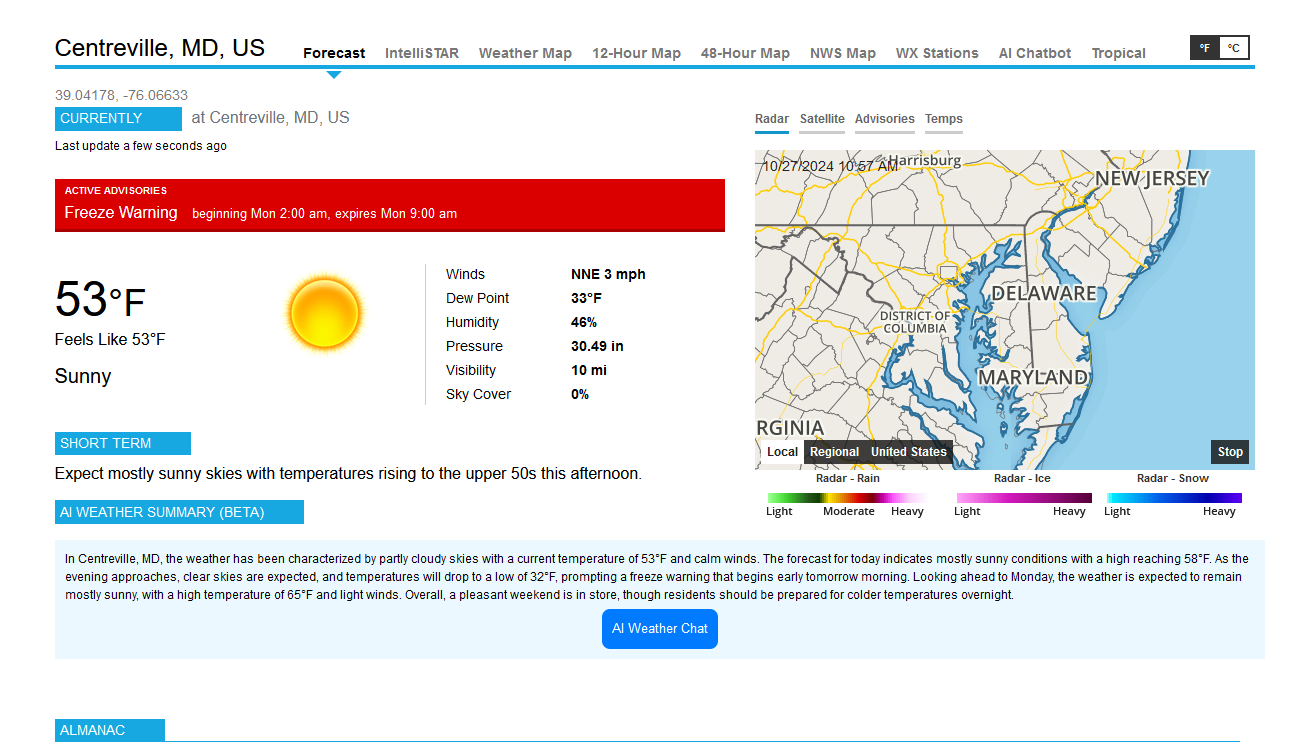 Centreville, MD, US
Forecast IntelliSTAR Weather Map 12-Hour Map 48-Hour Map NWS Map WX Stations AI Chatbot Tropical
°F °C
39.04178, -76.06633
CURRENTLY at Centreville, MD, US
Last update a few seconds ago
ACTIVE ADVISORIES
Freeze Warning beginning Mon 2:00 am, expires Mon 9:00 am
53°F
Feels Like 53°F
Sunny
Winds NNE 3 mph
Dew Point 33°F
Humidity 46%
Pressure 30.49 in
Visibility 10 mi
Sky Cover 0%
SHORT TERM
Expect mostly sunny skies with temperatures rising to the upper 50s this afternoon.
Radar Satellite Advisories Temps
10/27/2024 10:57 AM
Harrisburg
NEW JERSEY
DELAWARE
DISTRICT OF
COLUMBIA
MARYLAND
RGINIA
Local Regional United States Stop
Radar - Rain Radar - Ice Radar - Snow
Light Moderate Heavy Light Heavy Light Heavy
AI WEATHER SUMMARY (BETA)
In Centreville, MD, the weather has been characterized by partly cloudy skies with a current temperature of 53°F and calm winds. The forecast for today indicates mostly sunny conditions with a high reaching 58°F. As the
evening approaches, clear skies are expected, and temperatures will drop to a low of 32°F, prompting a freeze warning that begins early tomorrow morning. Looking ahead to Monday, the weather is expected to remain
mostly sunny, with a high temperature of 65°F and light winds. Overall, a pleasant weekend is in store, though residents should be prepared for colder temperatures overnight.
AI Weather Chat
ALMANAC